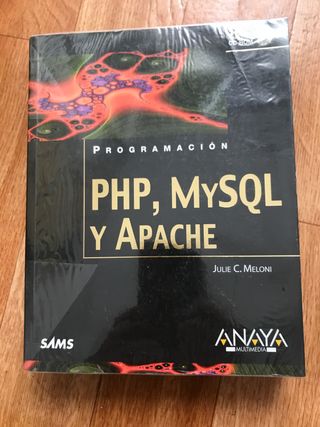 PROGRAMACIÓN
PHP, MYSQL
Y APACHE
JULIE C. MELONI
SAMS
ANAYA
MULTIMEDIA